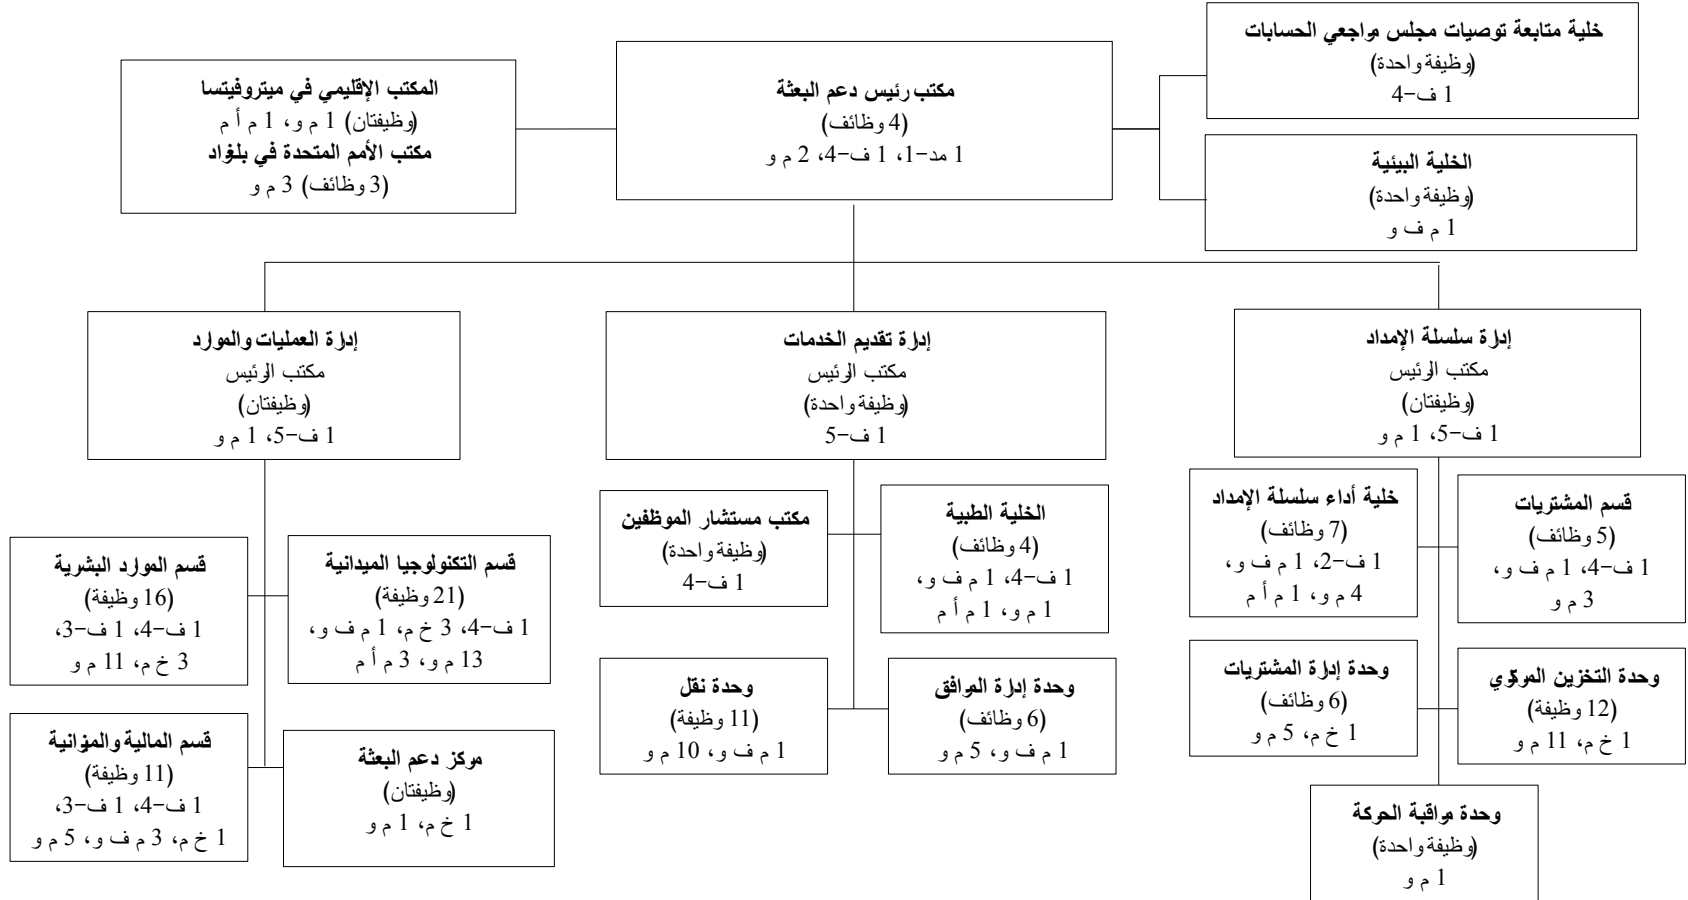 خلية متابعة توصيات مجلس مراجعي الحسابات
(وظيفة واحدة)
1 ف-4
مكتب رئيس دعم البعثة
(4 وظائف)
1 مد-1، 1 ف-4، 2 م و
المكتب الإقليمي في ميتروفيتسا
(وظيفتان) 1 م و، 1 م أ م
مكتب الأمم المتحدة في بلغراد
(3 وظائف) 3 م و
الخلية البيئية
(وظيفة واحدة)
1 م ف و
إدارة سلسلة الإمداد
مكتب الرئيس
(وظيفتان)
1 ف-5، 1 م و
إدارة تقديم الخدمات
مكتب الرئيس
(وظيفة واحدة)
1 ف-5
إدارة العمليات والموارد
مكتب الرئيس
(وظيفتان)
1 ف-5، 1 م و
قسم المشتريات
(5 وظائف)
1 ف-4، 1 م ف و،
3 م و
خلية أداء سلسلة الإمداد
(7 وظائف)
1 ف-2، 1 م ف و،
4 م و، 1 م أ م
الخلية الطبية
(4 وظائف)
1 ف-4، 1 م ف و،
1 م و، 1 م أ م
مكتب مستشار الموظفين
(وظيفة واحدة)
1 ف-4
قسم التكنولوجيا الميدانية
(21 وظيفة)
1 ف-4، 3 خ م، 1 م ف و،
13 م و، 3 م أ م
قسم الموارد البشرية
(16 وظيفة)
1 ف-4، 1 ف-3،
3 خ م، 11 م و
وحدة التخزين المركزي
(12 وظيفة)
1 خ م، 11 م و
وحدة إدارة المشتريات
(6 وظائف)
1 خ م، 5 م و
وحدة إدارة المرافق
(6 وظائف)
1 م ف و، 5 م و
وحدة نقل
(11 وظيفة)
1 م ف و، 10 م و
مركز دعم البعثة
(وظيفتان)
1 خ م، 1 م و
قسم المالية والميزانية
(11 وظيفة)
1 ف-4، 1 ف-3،
1 خ م، 3 م ف و، 5 م و
وحدة مراقبة الحركة
(وظيفة واحدة)
1 م و